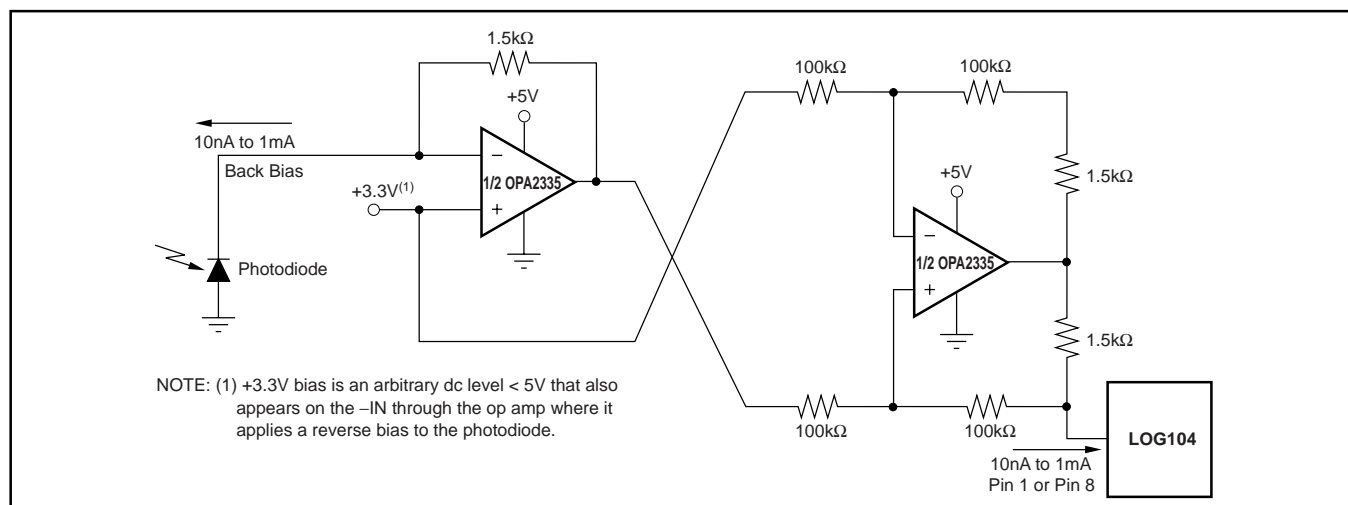 1.5kΩ
+5V
10nA to 1mA
Back Bias
−
1/2 OPA2335
+
+3.3V(1)
Photodiode
100kΩ
100kΩ
1.5kΩ
+5V
−
1/2 OPA2335
+
1.5kΩ
100kΩ
100kΩ
LOG104
10nA to 1mA
Pin 1 or Pin 8
NOTE: (1) +3.3V bias is an arbitrary dc level < 5V that also
appears on the −IN through the op amp where it
applies a reverse bias to the photodiode.